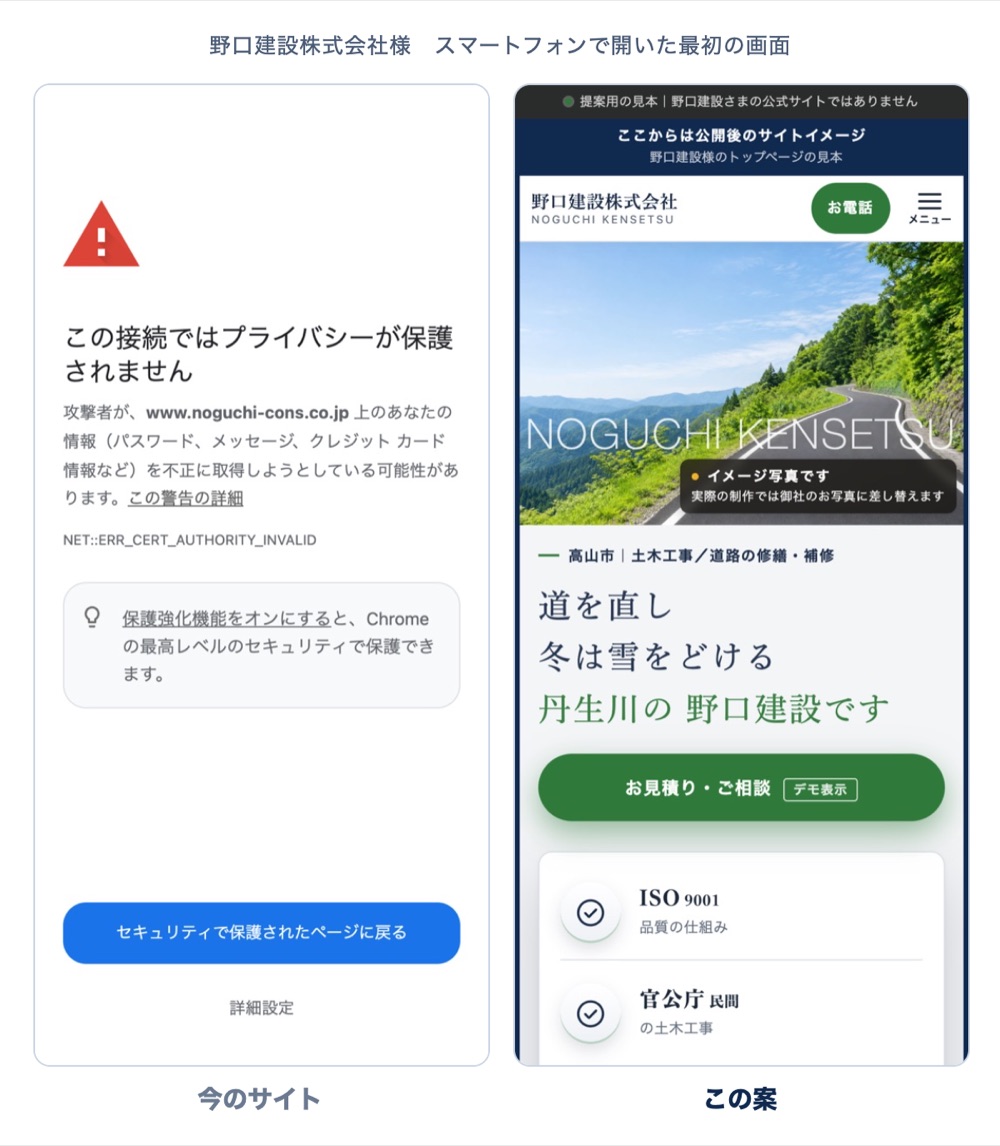 野口建設株式会社様　スマートフォンで開いた最初の画面
この接続ではプライバシーが保護
されません
攻撃者が、www.noguchi-cons.co.jp 上のあなたの
情報（パスワード、メッセージ、クレジット カード
情報など）を不正に取得しようとしている可能性があ
ります。この警告の詳細
NET::ERR_CERT_AUTHORITY_INVALID
保護強化機能をオンにすると、Chrome
の最高レベルのセキュリティで保護でき
ます。
セキュリティで保護されたページに戻る
詳細設定
今のサイト
提案用の見本｜野口建設さまの公式サイトではありません
ここからは公開後のサイトイメージ
野口建設様のトップページの見本
野口建設株式会社
NOGUCHI KENSETSU
お電話
メニュー
NOGUCHI KENSETSU
イメージ写真です
実際の制作では御社のお写真に差し替えます
高山市｜土木工事／道路の修繕・補修
道を直し
冬は雪をどける
丹生川の 野口建設です
お見積り・ご相談 デモ表示
ISO 9001
品質の仕組み
官公庁 民間
の土木工事
この案